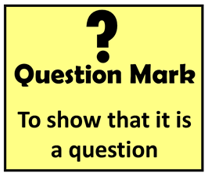 ?
Question Mark
To show that it is
a question